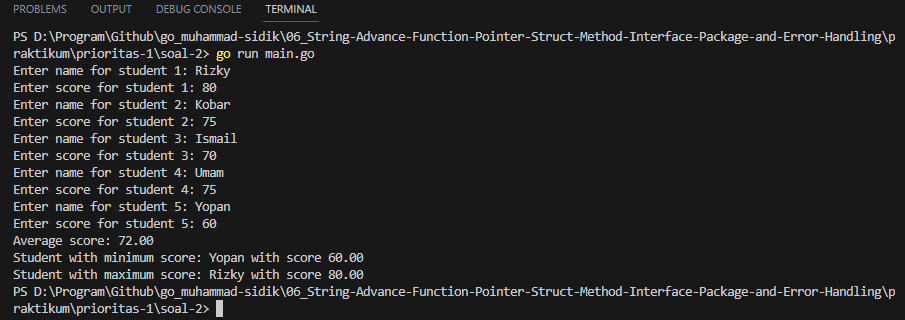 PROBLEMS OUTPUT DEBUG CONSOLE TERMINAL
PS D:\Program\Github\go_muhammad-sidik\06_String-Advance-Function-Pointer-Struct-Method-Interface-Package-and-Error-Handling\p
raktikum\prioritas-1\soal-2> go run main.go
Enter name for student 1: Rizky
Enter score for student 1: 80
Enter name for student 2: Kobar
Enter score for student 2: 75
Enter name for student 3: Ismail
Enter score for student 3: 70
Enter name for student 4: Umam
Enter score for student 4: 75
Enter name for student 5: Yopan
Enter score for student 5: 60
Average score: 72.00
Student with minimum score: Yopan with score 60.00
Student with maximum score: Rizky with score 80.00
PS D:\Program\Github\go_muhammad-sidik\06_String-Advance-Function-Pointer-Struct-Method-Interface-Package-and-Error-Handling\p
raktikum\prioritas-1\soal-2>